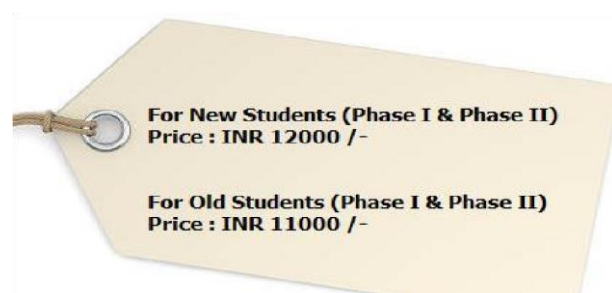 For New Students (Phase I & Phase II)
Price : INR 12000 /-
For Old Students (Phase I & Phase II)
Price : INR 11000 /-